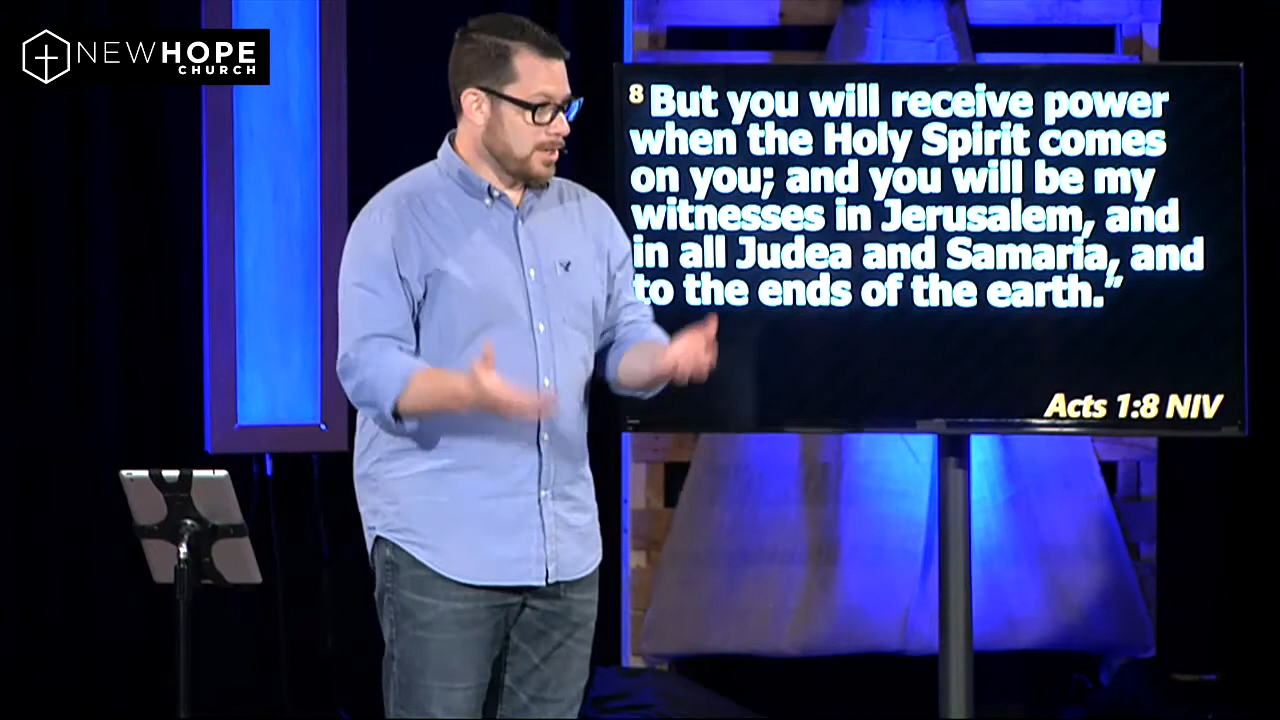 NEWHOPE
CHURCH
8 But you will receive power
when the Holy Spirit comes
on you; and you will be my
witnesses in Jerusalem, and
in all Judea and Samaria, and
to the ends of the earth.”
Acts 1:8 NIV